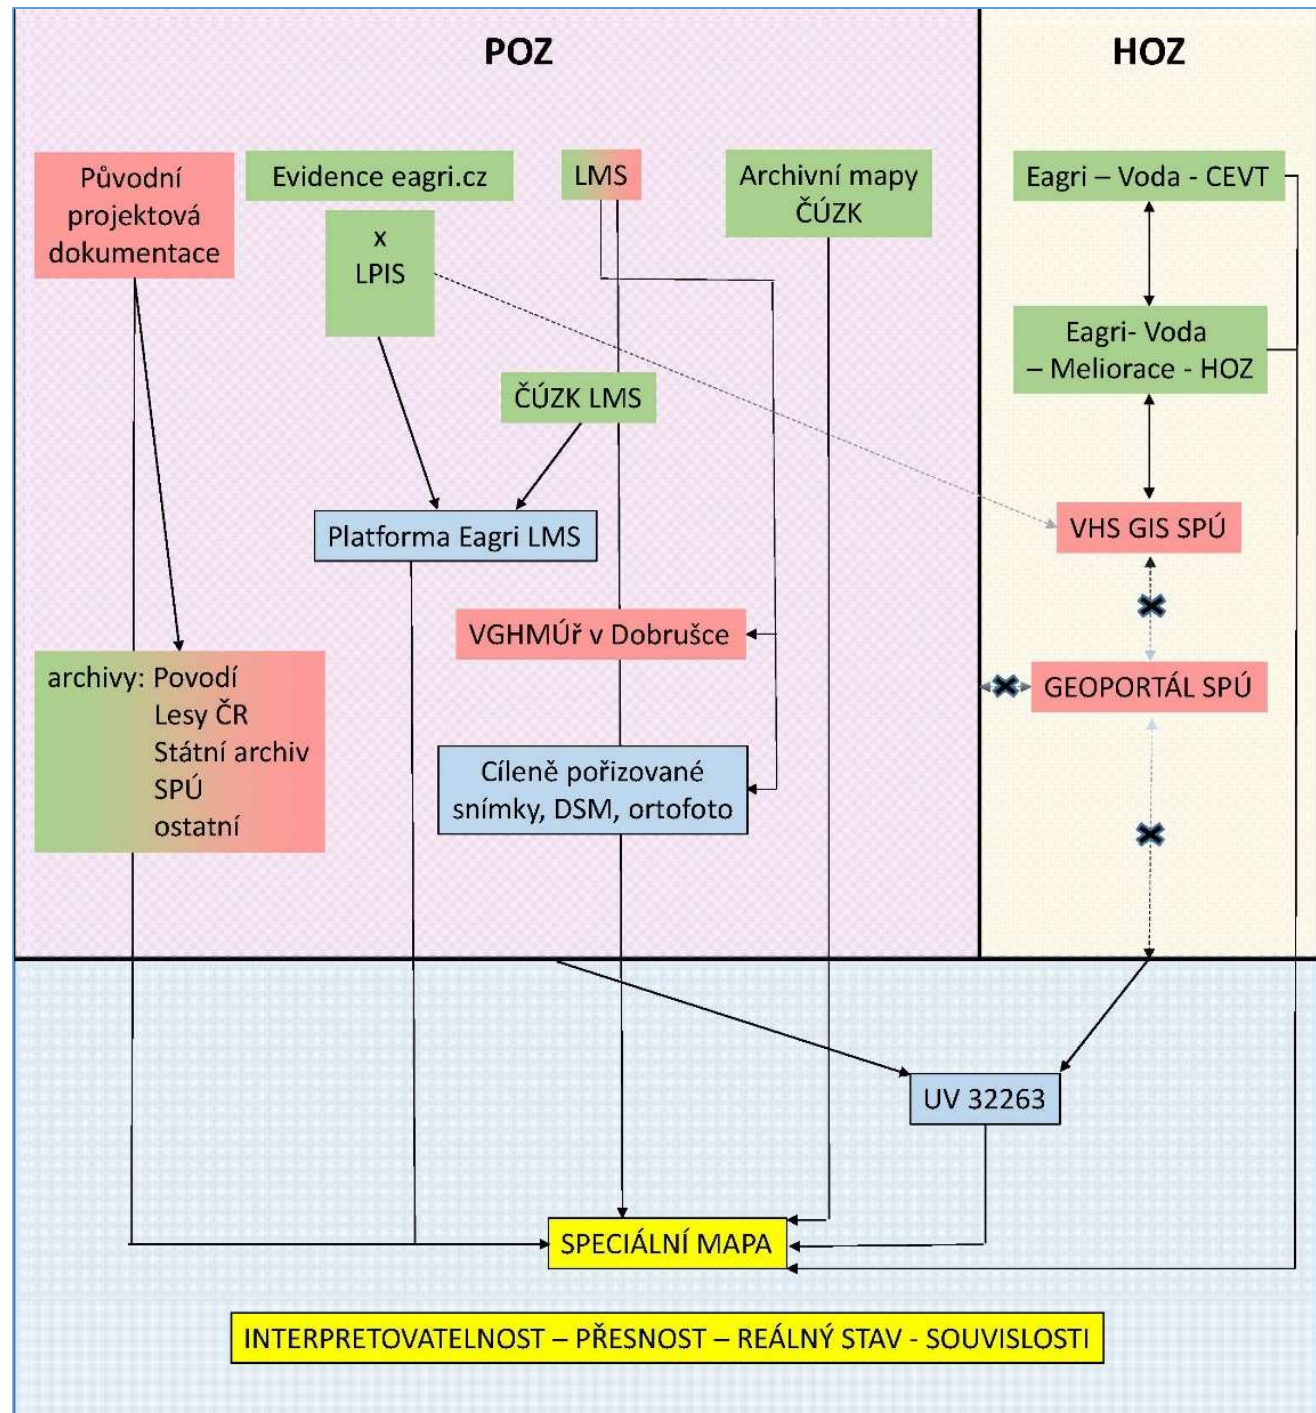 POZ
HOZ
Původní
projektová
dokumentace
Evidence eagri.cz
x
LPIS
LMS
Archivní mapy
ČÚZK
Eagri – Voda - CEVT
Eagri- Voda
– Meliorace - HOZ
ČÚZK LMS
Platforma Eagri LMS
VHS GIS SPÚ
VGHMÚř v Dobrušce
GEOPORTÁL SPÚ
archivy: Povodí
Lesy ČR
Státní archiv
SPÚ
ostatní
Cíleně pořizované
snímky, DSM, ortofoto
UV 32263
SPECIÁLNÍ MAPA
INTERPRETOVATELNOST – PŘESNOST – REÁLNÝ STAV - SOUVISLOSTI